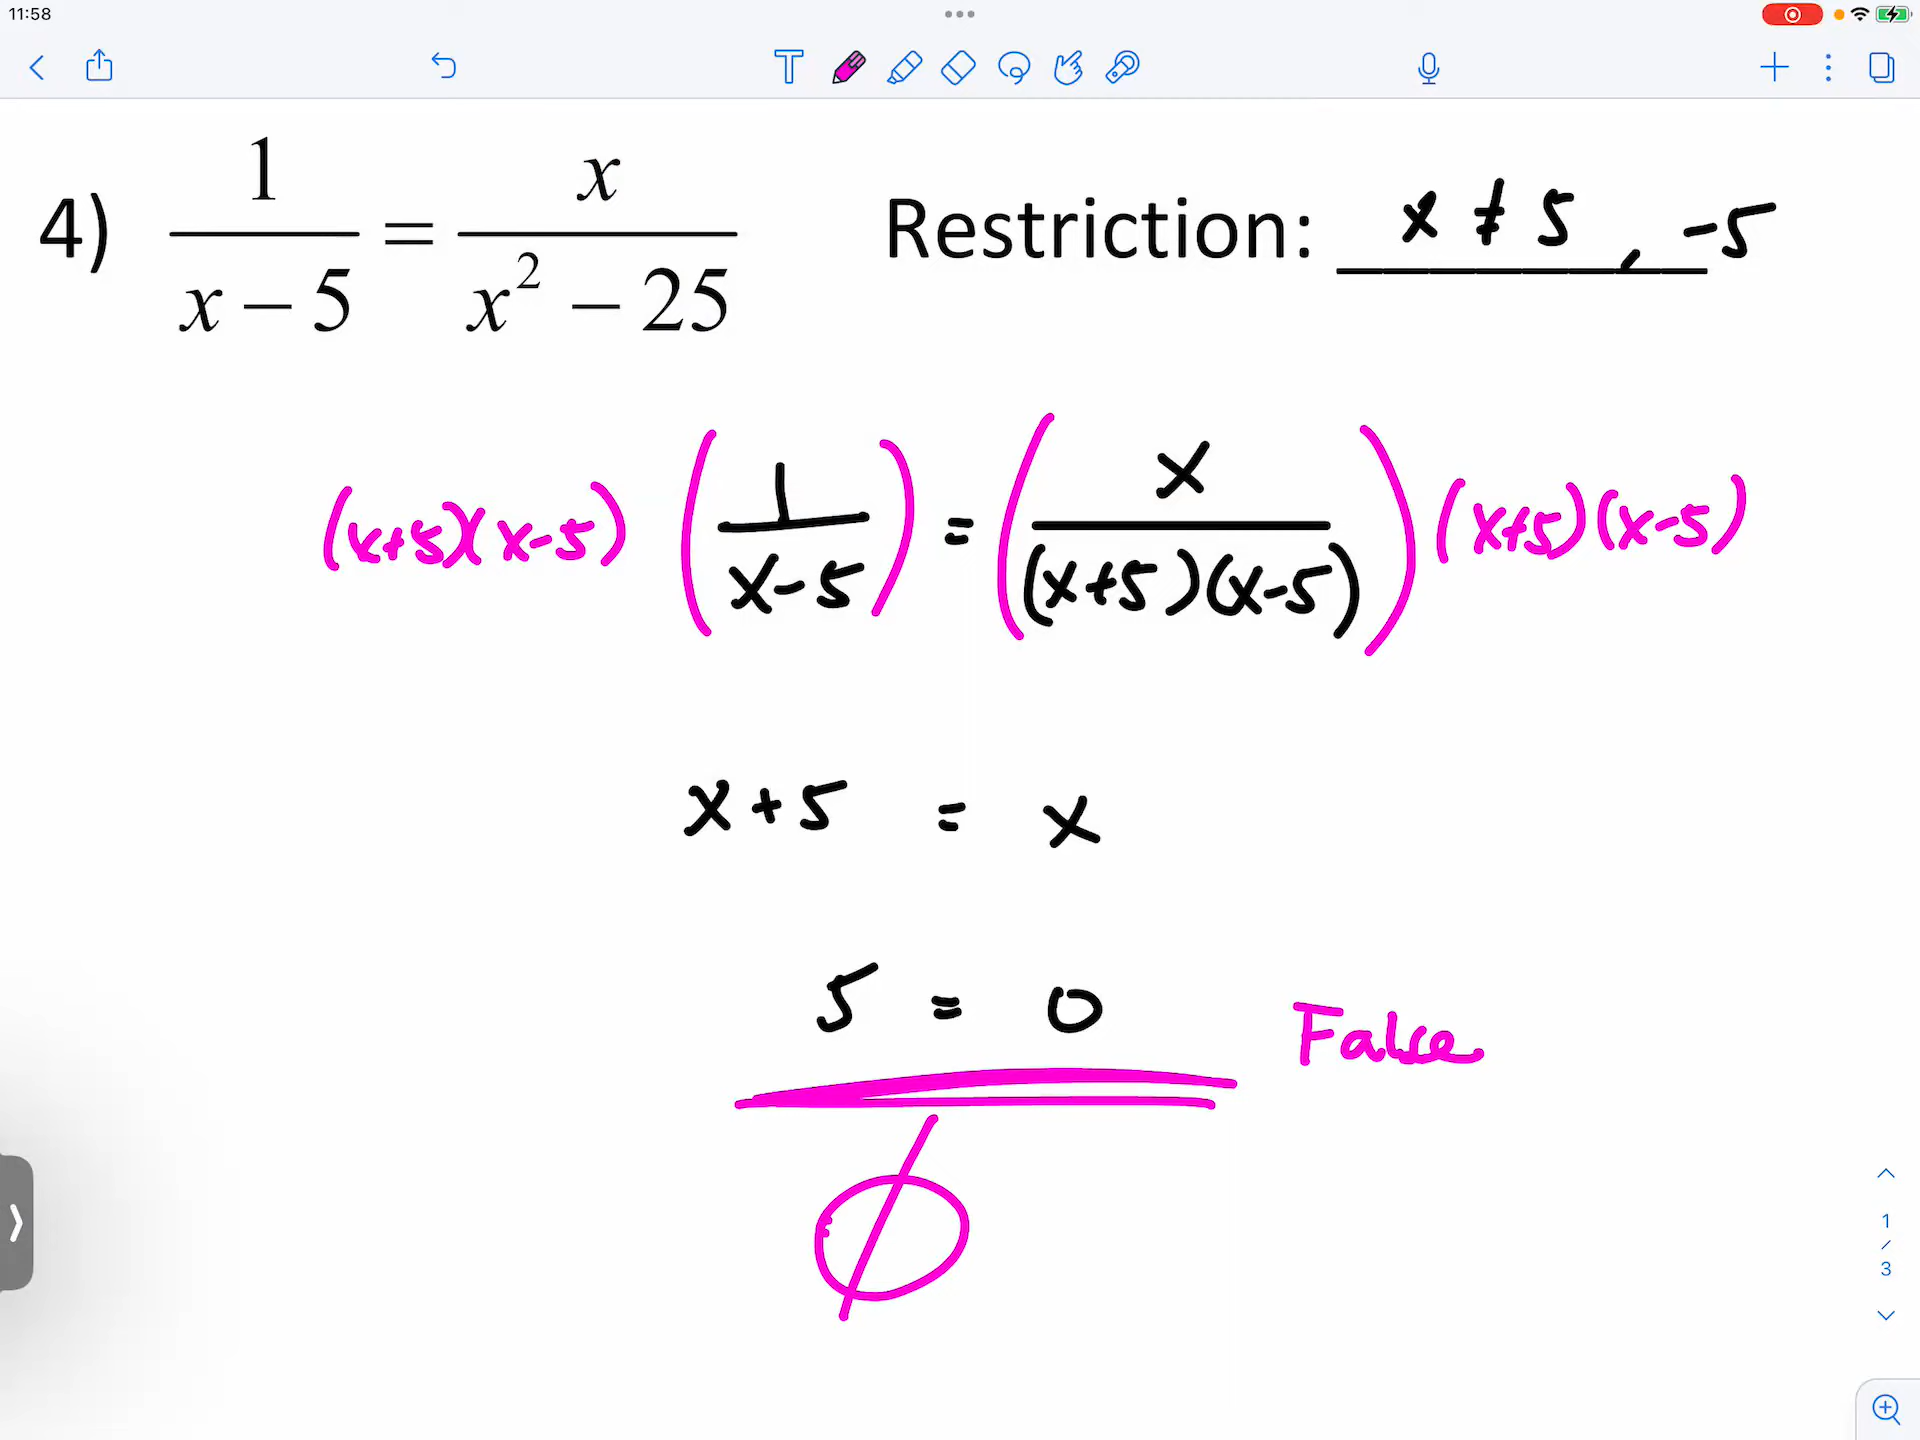 11:58
4) 1/(x − 5) = x/(x² − 25) Restriction: x ≠ 5, -5
(x+5)(x-5) (1/(x-5)) = (x/((x+5)(x-5))) (x+5)(x-5)
x+5 = x
5 = 0 False
∅
1
/
3